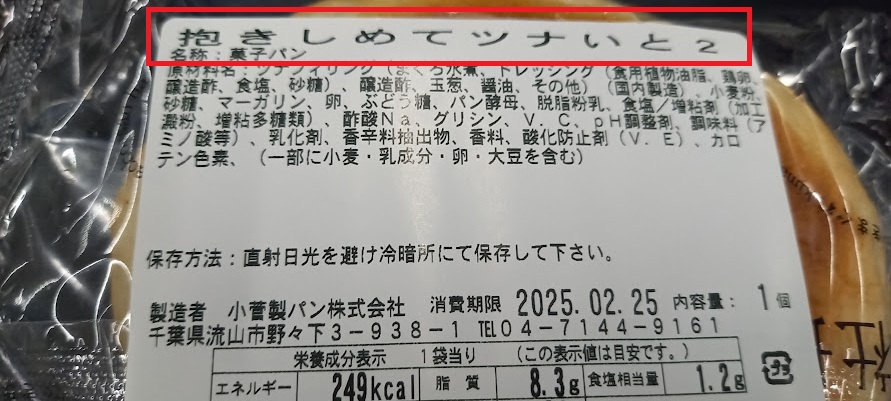 抱きしめてツナいと2
名称:菓子パン
原材料名:ツナフィリング(まぐろ水煮、ドレッシング(食用植物油脂、鶏卵、
醸造酢、食塩、砂糖)、醸造酢、玉葱、醤油、その他)(国内製造)、小麦粉、
砂糖、マーガリン、卵、ぶどう糖、パン酵母、脱脂粉乳、食塩/増粘剤(加工
澱粉、増粘多糖類)、酢酸Na、グリシン、V.C、pH調整剤、調味料(ア
ミノ酸等)、乳化剤、香辛料抽出物、香料、酸化防止剤(V.E)、カロ
テン色素、(一部に小麦・乳成分・卵・大豆を含む)
保存方法:直射日光を避け冷暗所にて保存して下さい。
製造者 小菅製パン株式会社 消費期限 2025.02.25 内容量: 1個
千葉県流山市野々下3-938-1 TEL04-7144-9161
栄養成分表示 1袋当り (この表示値は目安です。)
エネルギー 249kcal 脂質 8.3g 食塩相当量 1.2g
プラ